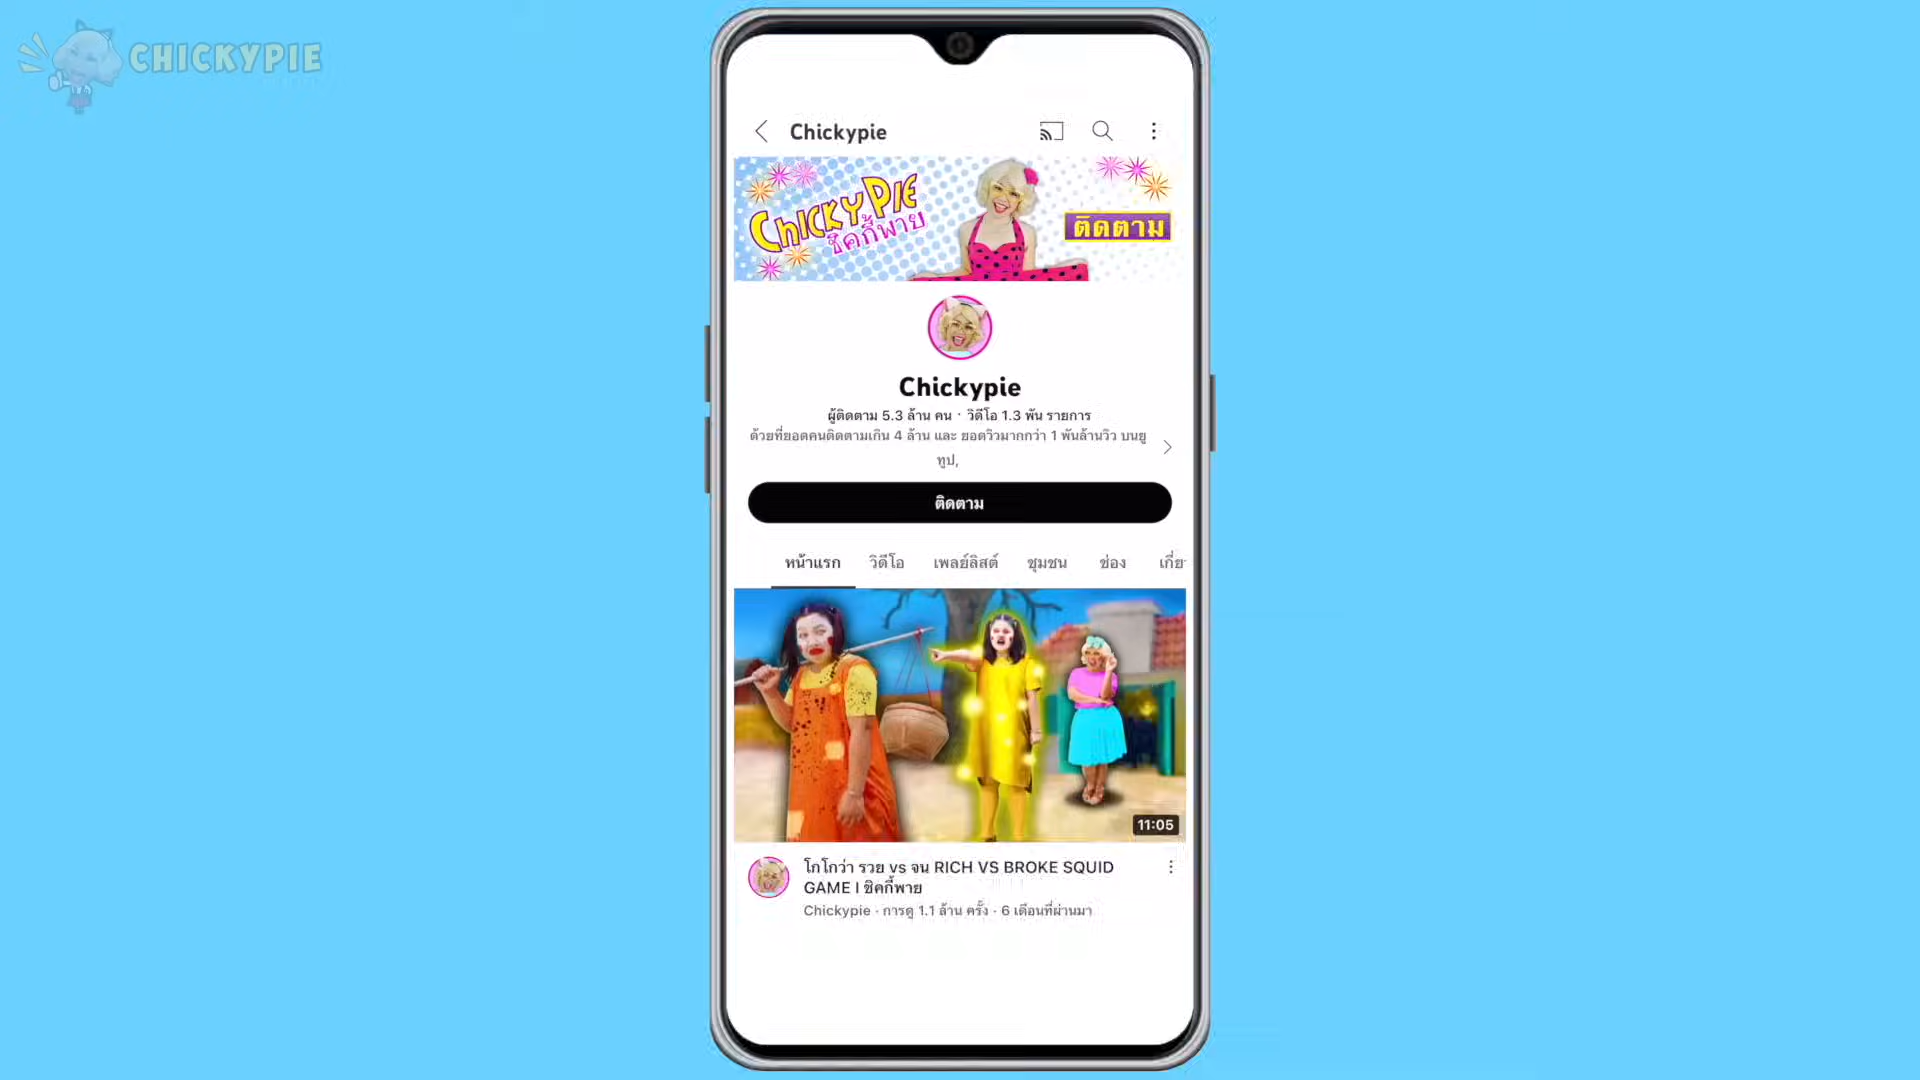 CHICKYPIE
Chickypie
CHICKYPIE
ชิคกี้พาย
ติดตาม
Chickypie
ผู้ติดตาม 5.3 ล้าน คน · วิดีโอ 1.3 พัน รายการ
ด้วยที่ยอดคนติดตามเกิน 4 ล้าน และ ยอดวิวมากกว่า 1 พันล้านวิว บนยู
ทูป,
ติดตาม
หน้าแรก วิดีโอ เพลย์ลิสต์ ชุมชน ช่อง เกี่ย
11:05
โกโกว่า รวย vs จน RICH VS BROKE SQUID
GAME I ชิคกี้พาย
Chickypie · การดู 1.1 ล้าน ครั้ง · 6 เดือนที่ผ่านมา